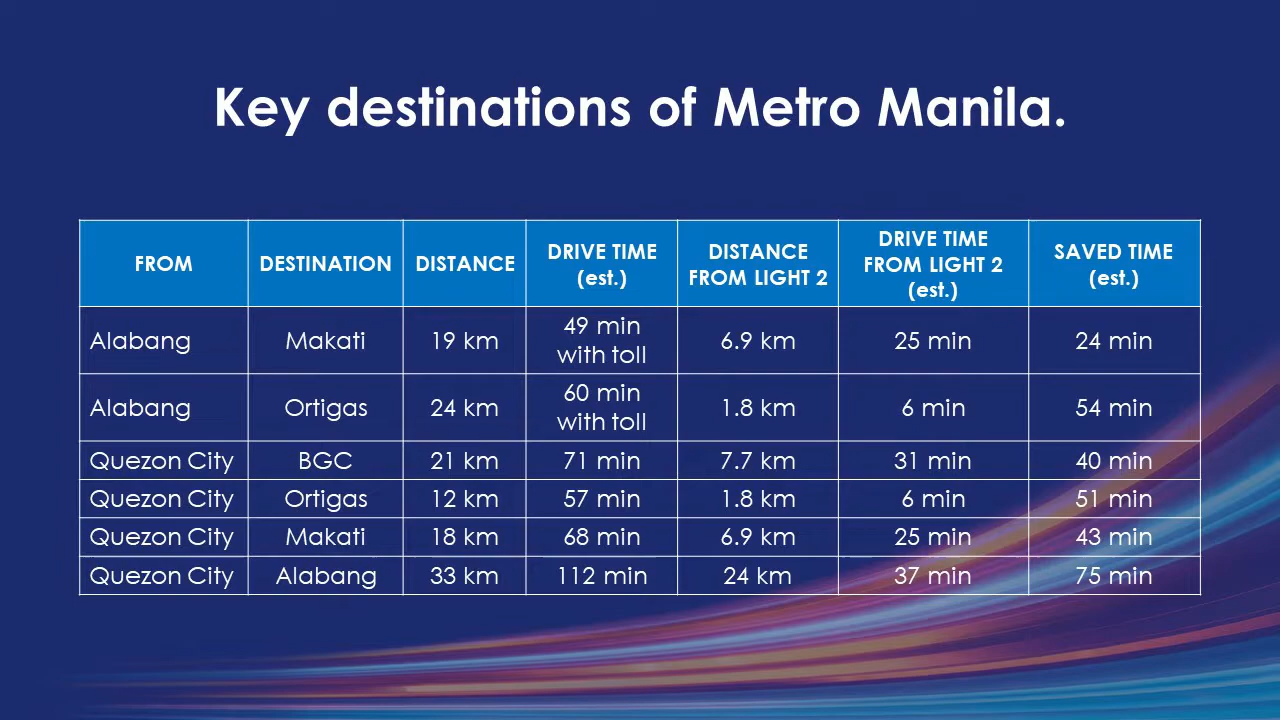 Key destinations of Metro Manila.
FROM DESTINATION DISTANCE DRIVE TIME (est.) DISTANCE FROM LIGHT 2 DRIVE TIME FROM LIGHT 2 (est.) SAVED TIME (est.)
Alabang Makati 19 km 49 min with toll 6.9 km 25 min 24 min
Alabang Ortigas 24 km 60 min with toll 1.8 km 6 min 54 min
Quezon City BGC 21 km 71 min 7.7 km 31 min 40 min
Quezon City Ortigas 12 km 57 min 1.8 km 6 min 51 min
Quezon City Makati 18 km 68 min 6.9 km 25 min 43 min
Quezon City Alabang 33 km 112 min 24 km 37 min 75 min